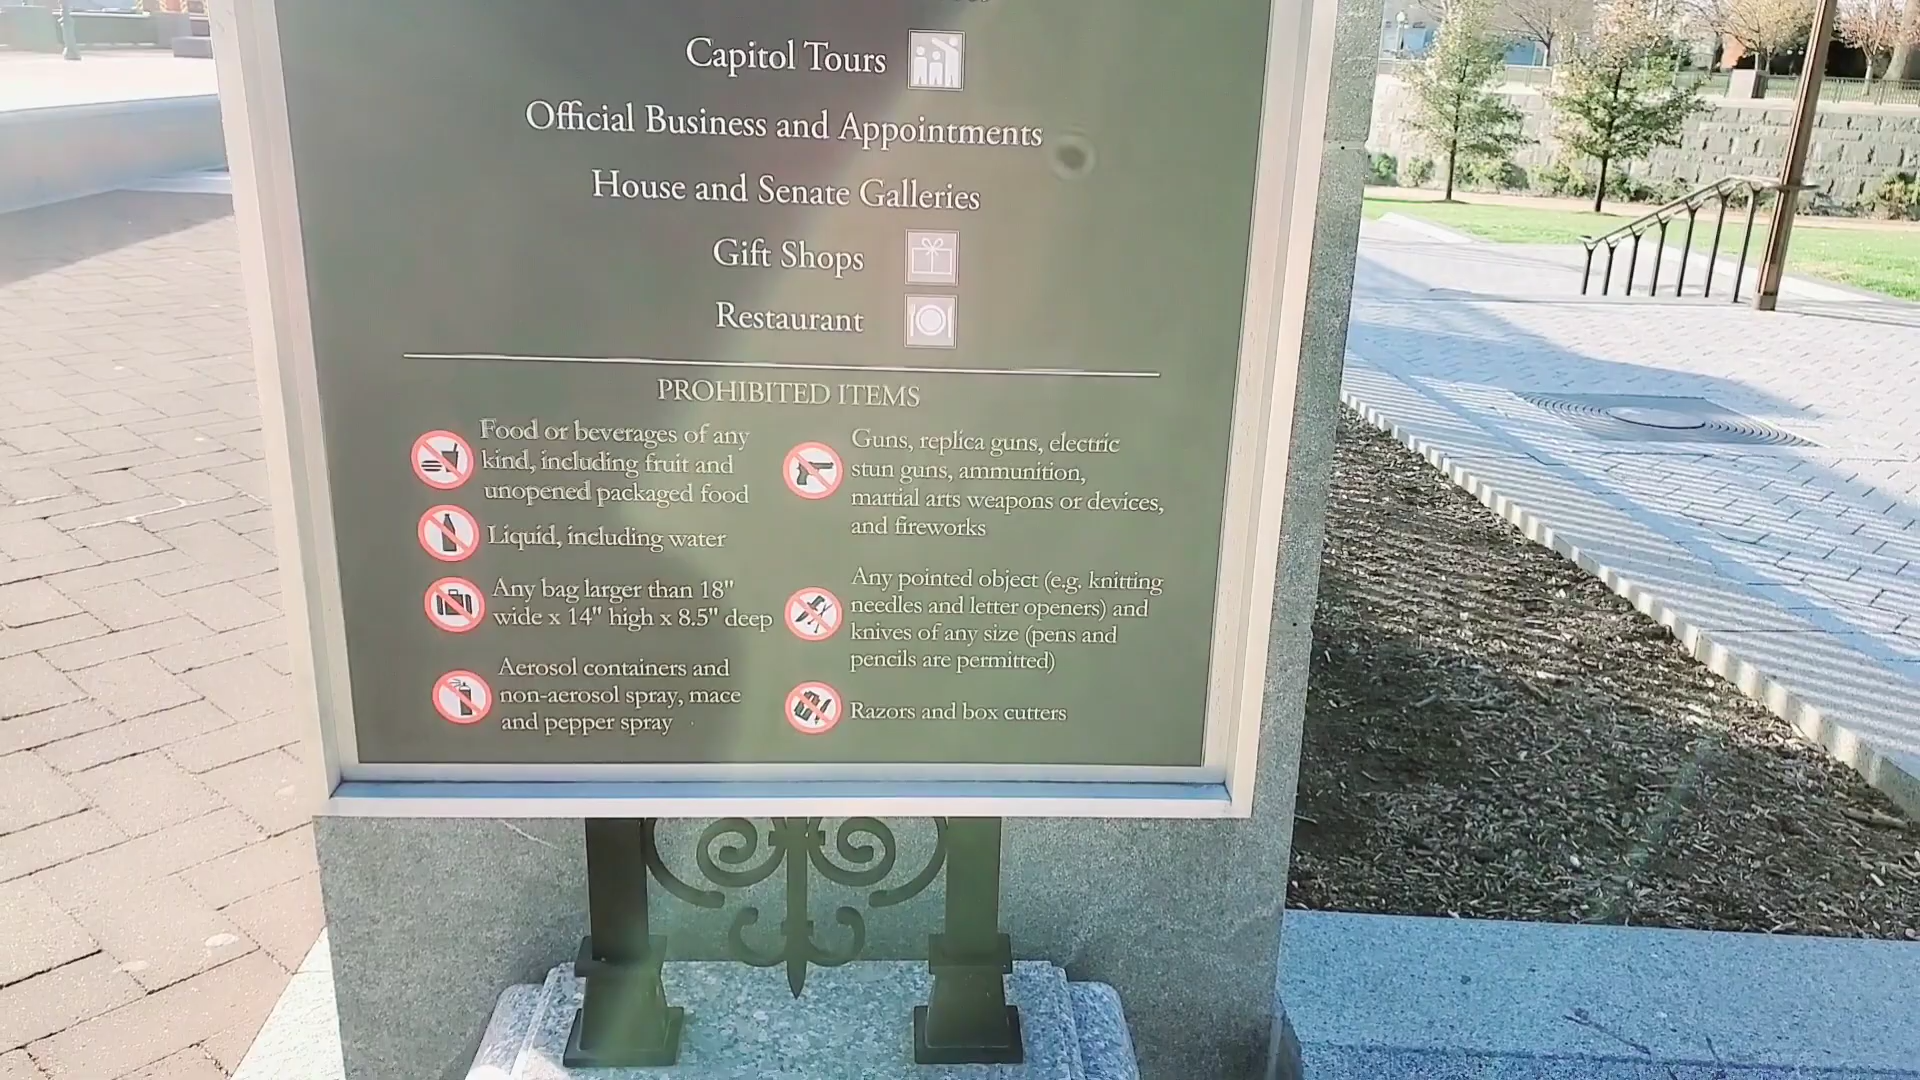 Capitol Tours
Official Business and Appointments
House and Senate Galleries
Gift Shops
Restaurant
PROHIBITED ITEMS
Food or beverages of any
kind, including fruit and
unopened packaged food
Liquid, including water
Any bag larger than 18"
wide x 14" high x 8.5" deep
Aerosol containers and
non-aerosol spray, mace
and pepper spray
Guns, replica guns, electric
stun guns, ammunition,
martial arts weapons or devices,
and fireworks
Any pointed object (e.g. knitting
needles and letter openers) and
knives of any size (pens and
pencils are permitted)
Razors and box cutters